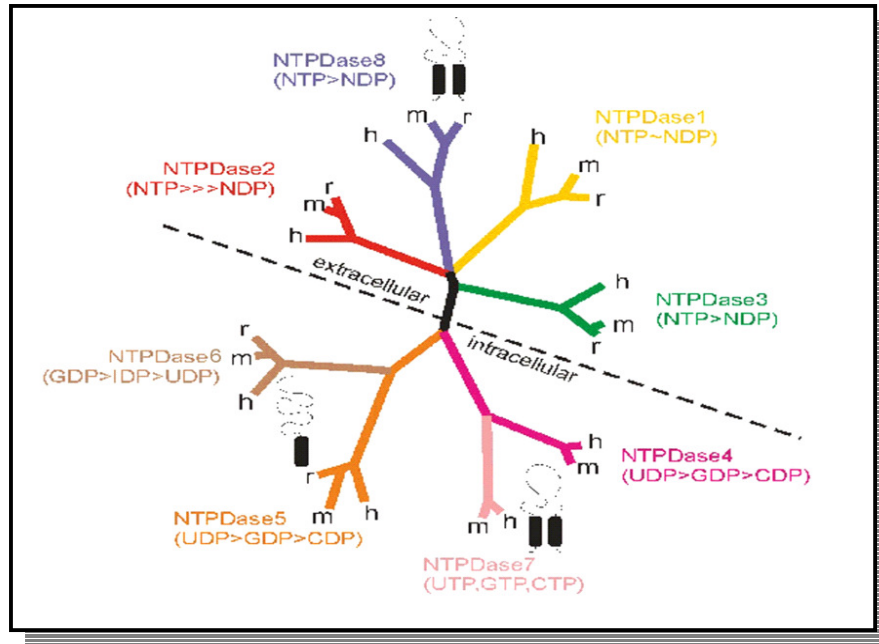 NTPDase8
(NTP>NDP)
m r
h
NTPDase1
(NTP~NDP)
h
m
r
NTPDase2
(NTP>>>NDP)
r
m
h
extracellular
h
m
r
NTPDase3
(NTP>NDP)
intracellular
r
m
h
NTPDase6
(GDP>IDP>UDP)
h
m
NTPDase4
(UDP>GDP>CDP)
r
m
h
NTPDase5
(UDP>GDP>CDP)
m h
NTPDase7
(UTP,GTP,CTP)